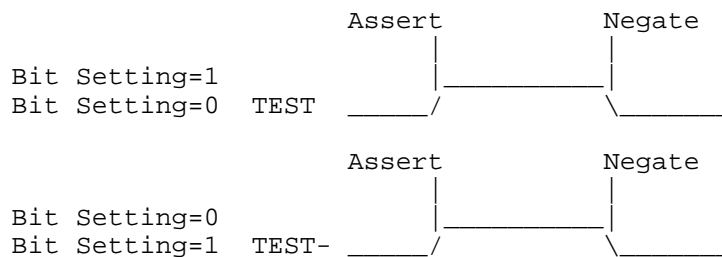 Assert Negate
Bit Setting=1
Bit Setting=0 TEST
Assert Negate
Bit Setting=0
Bit Setting=1 TEST-